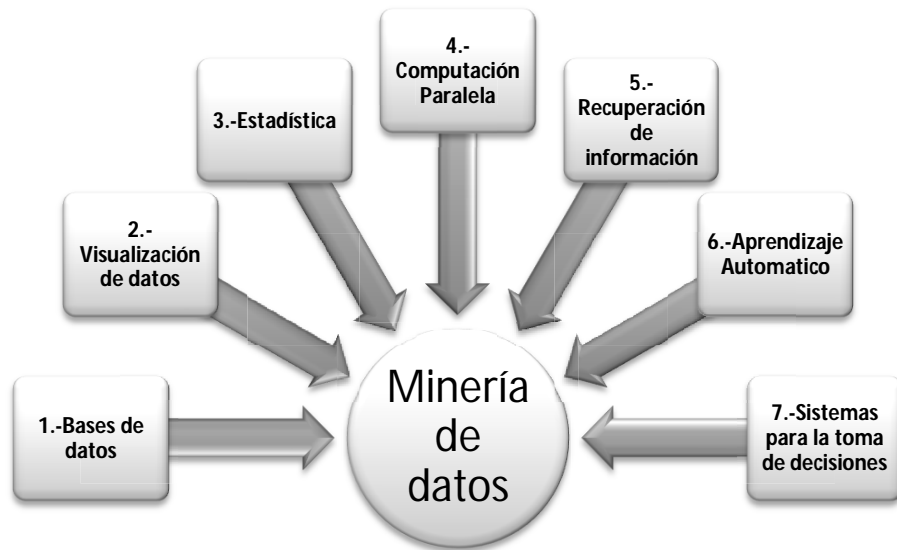 1.-Bases de
datos
2.-
Visualización
de datos
3.-Estadística
4.-
Computación
Paralela
5.-
Recuperación
de
información
6.-Aprendizaje
Automatico
7.-Sistemas
para la toma
de decisiones
Minería
de
datos